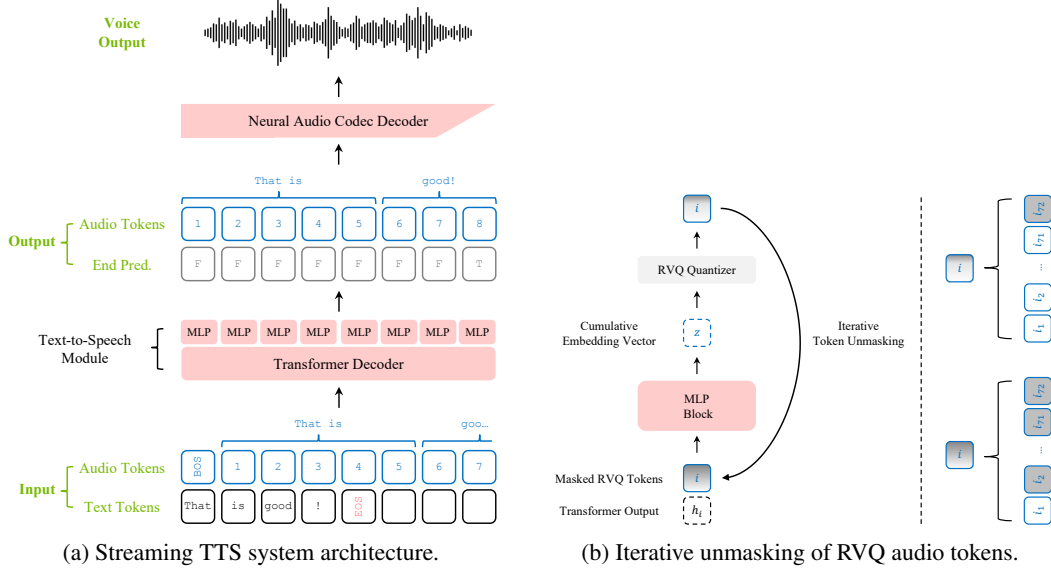 Voice
Output
Neural Audio Codec Decoder
That is good!
Output
Audio Tokens 1 2 3 4 5 6 7 8
End Pred. F F F F F F F T
Text-to-Speech
Module
MLP MLP MLP MLP MLP MLP MLP MLP
Transformer Decoder
That is goo...
Input
Audio Tokens BOS 1 2 3 4 5 6 7
Text Tokens That is good ! EOS
(a) Streaming TTS system architecture.
i
RVQ Quantizer
Cumulative
Embedding Vector
z
Iterative
Token Unmasking
MLP
Block
Masked RVQ Tokens i
Transformer Output h_i
i
i_72
i_71
...
i_2
i_1
i
i_72
i_71
...
i_2
i_1
(b) Iterative unmasking of RVQ audio tokens.